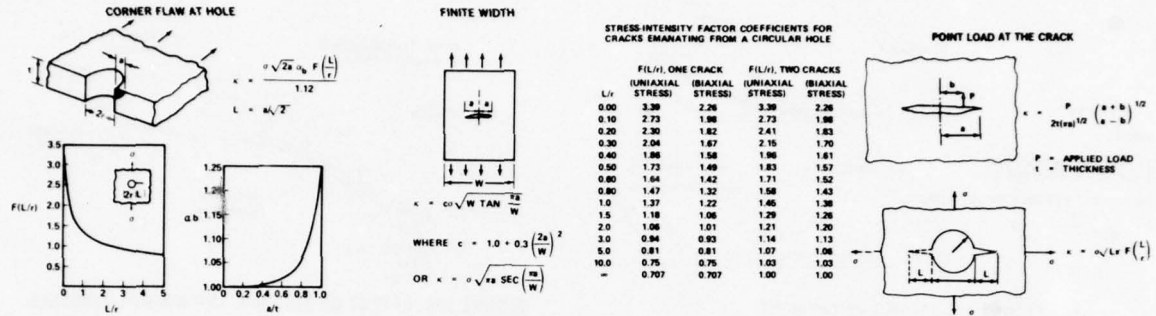 CORNER FLAW AT HOLE
t
a
2r
κ = σ √2a αb F (L/r) / 1.12
L = a/√2
3.5
3.0
2.5
2.0
1.5
1.0
0.5
F(L/r)
σ
2r L
σ
0 1 2 3 4 5
L/r
1.25
1.20
1.15
1.10
1.05
1.00
αb
0.2 0.4 0.6 0.8 1.0
a/t
FINITE WIDTH
a a
W
κ = cσ √W TAN πa/W
WHERE c = 1.0 + 0.3 (2a/W)²
OR κ = σ √πa SEC (πa/W)
STRESS-INTENSITY FACTOR COEFFICIENTS FOR
CRACKS EMANATING FROM A CIRCULAR HOLE
F(L/r), ONE CRACK F(L/r), TWO CRACKS
(UNIAXIAL (BIAXIAL (UNIAXIAL (BIAXIAL
L/r STRESS) STRESS) STRESS) STRESS)
0.00 3.39 2.26 3.39 2.26
0.10 2.73 1.98 2.73 1.98
0.20 2.30 1.82 2.41 1.83
0.30 2.04 1.67 2.15 1.70
0.40 1.86 1.58 1.96 1.61
0.50 1.73 1.49 1.83 1.57
0.60 1.64 1.42 1.71 1.52
0.80 1.47 1.32 1.58 1.43
1.0 1.37 1.22 1.45 1.38
1.5 1.18 1.06 1.29 1.26
2.0 1.06 1.01 1.21 1.20
3.0 0.94 0.93 1.14 1.13
5.0 0.81 0.81 1.07 1.06
10.0 0.75 0.75 1.03 1.03
∞ 0.707 0.707 1.00 1.00
POINT LOAD AT THE CRACK
b
P
a
κ = P / 2t(πa)^1/2 (a + b / a − b)^1/2
P = APPLIED LOAD
t = THICKNESS
σ
r
σ L L σ
σ
κ = σ√Lπ F(L/r)